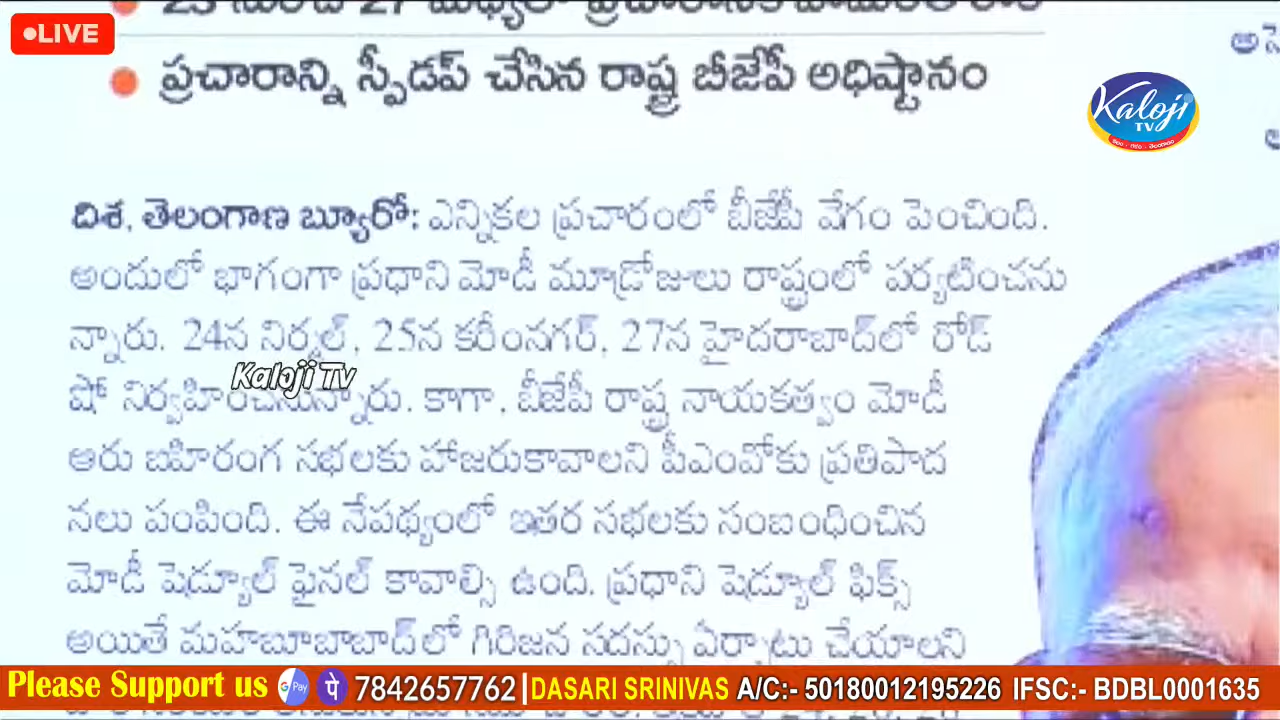 ●LIVE
● ప్రచారాన్ని స్పీడప్ చేసిన రాష్ట్ర బీజేపీ అధిష్టానం
Kaloji
TV
దిశ, తెలంగాణ బ్యూరో: ఎన్నికల ప్రచారంలో బీజేపీ వేగం పెంచింది.
అందులో భాగంగా ప్రధాని మోడీ మూడ్రోజులు రాష్ట్రంలో పర్యటించను
న్నారు. 24న నిర్మల్, 25న కరీంనగర్, 27న హైదరాబాద్‌లో రోడ్
Kaloji Tv
షో నిర్వహించనున్నారు. కాగా, బీజేపీ రాష్ట్ర నాయకత్వం మోడీ
ఆరు బహిరంగ సభలకు హాజరుకావాలని పీఎంవోకు ప్రతిపాద
నలు పంపింది. ఈ నేపథ్యంలో ఇతర సభలకు సంబంధించిన
మోడీ షెడ్యూల్ ఫైనల్ కావాల్సి ఉంది. ప్రధాని షెడ్యూల్ ఫిక్స్
అయితే మహబూబాబాద్‌లో గిరిజన సదస్సు ఏర్పాటు చేయాలని
Please Support us G Pay 7842657762 | DASARI SRINIVAS A/C:- 50180012195226 IFSC:- BDBL0001635